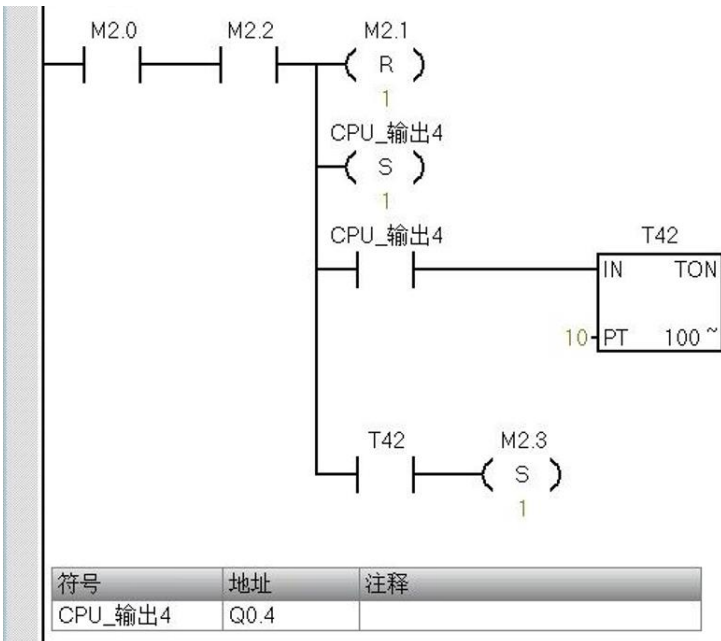 M2.0 M2.2 M2.1
R
1
CPU_输出4
S
1
CPU_输出4 T42
IN TON
10 PT 100~
T42 M2.3
S
1
符号 地址 注释
CPU_输出4 Q0.4